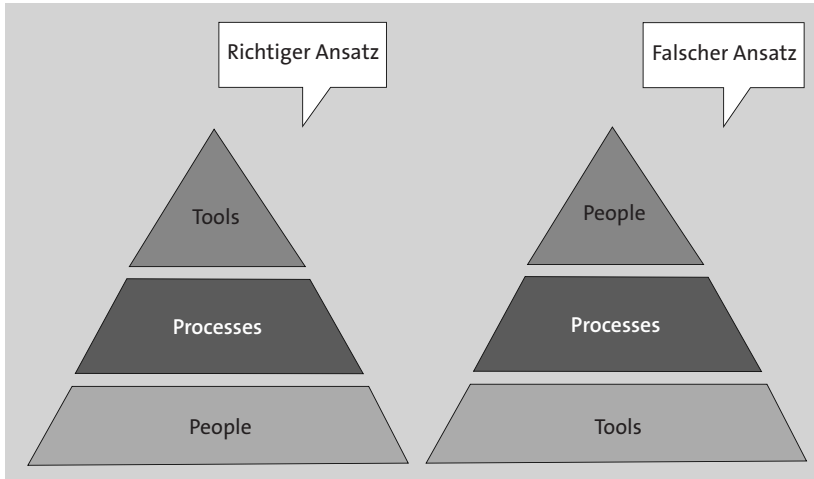 Richtiger Ansatz
Falscher Ansatz
Tools
People
Processes
Processes
People
Tools